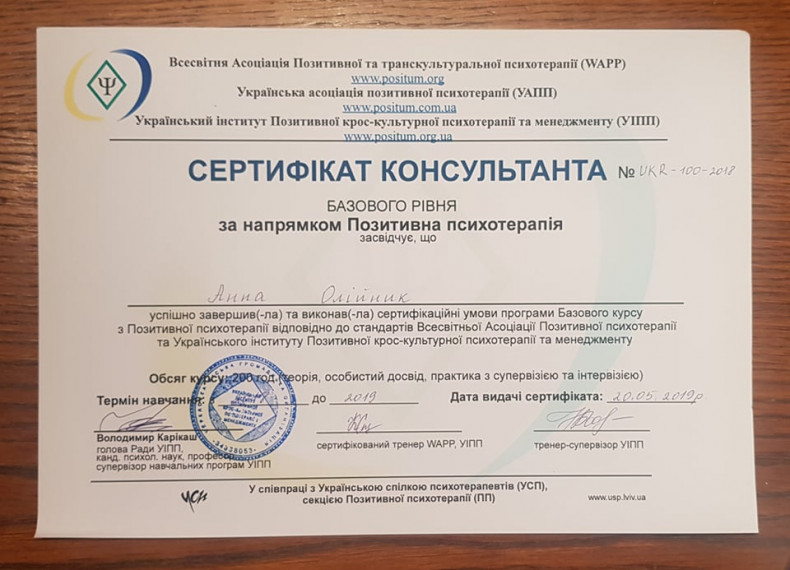 Всесвітня Асоціація Позитивної та транскультуральної психотерапії (WAPP)
www.positum.org
Українська асоціація позитивної психотерапії (УАПП)
www.positum.com.ua
Український інститут Позитивної крос-культурної психотерапії та менеджменту (УІПП)
www.positum.org.ua
Ψ
СЕРТИФІКАТ КОНСУЛЬТАНТА № UKR-100-2018
БАЗОВОГО РІВНЯ
за напрямком Позитивна психотерапія
засвідчує, що
Анна Олійник
успішно завершив(-ла) та виконав(-ла) сертифікаційні умови програми Базового курсу
з Позитивної психотерапії відповідно до стандартів Всесвітньої Асоціації Позитивної психотерапії
та Українського інституту Позитивної крос-культурної психотерапії та менеджменту
Обсяг курсу: 200 год (теорія, особистий досвід, практика з супервізією та інтервізією)
Термін навчання: з до 2019 Дата видачі сертифіката: 20.05.2019р
Володимир Карікаш
голова Ради УІПП,
канд. психол. наук, професор
супервізор навчальних програм УІПП
сертифікований тренер WAPP, УІПП
тренер-супервізор УІПП
УСП
У співпраці з Українською спілкою психотерапевтів (УСП),
секцією Позитивної психотерапії (ПП)
www.usp.lviv.ua